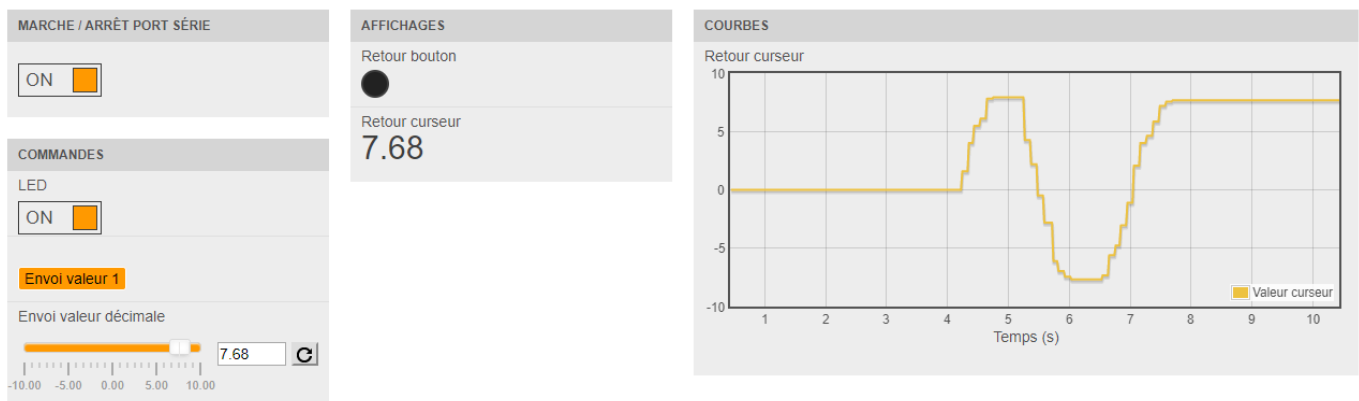 MARCHE / ARRÊT PORT SÉRIE
ON
COMMANDES
LED
ON
Envoi valeur 1
Envoi valeur décimale
7.68
-10.00 -5.00 0.00 5.00 10.00
AFFICHAGES
Retour bouton
Retour curseur
7.68
COURBES
Retour curseur
10
5
0
-5
-10
Valeur curseur
1 2 3 4 5 6 7 8 9 10
Temps (s)